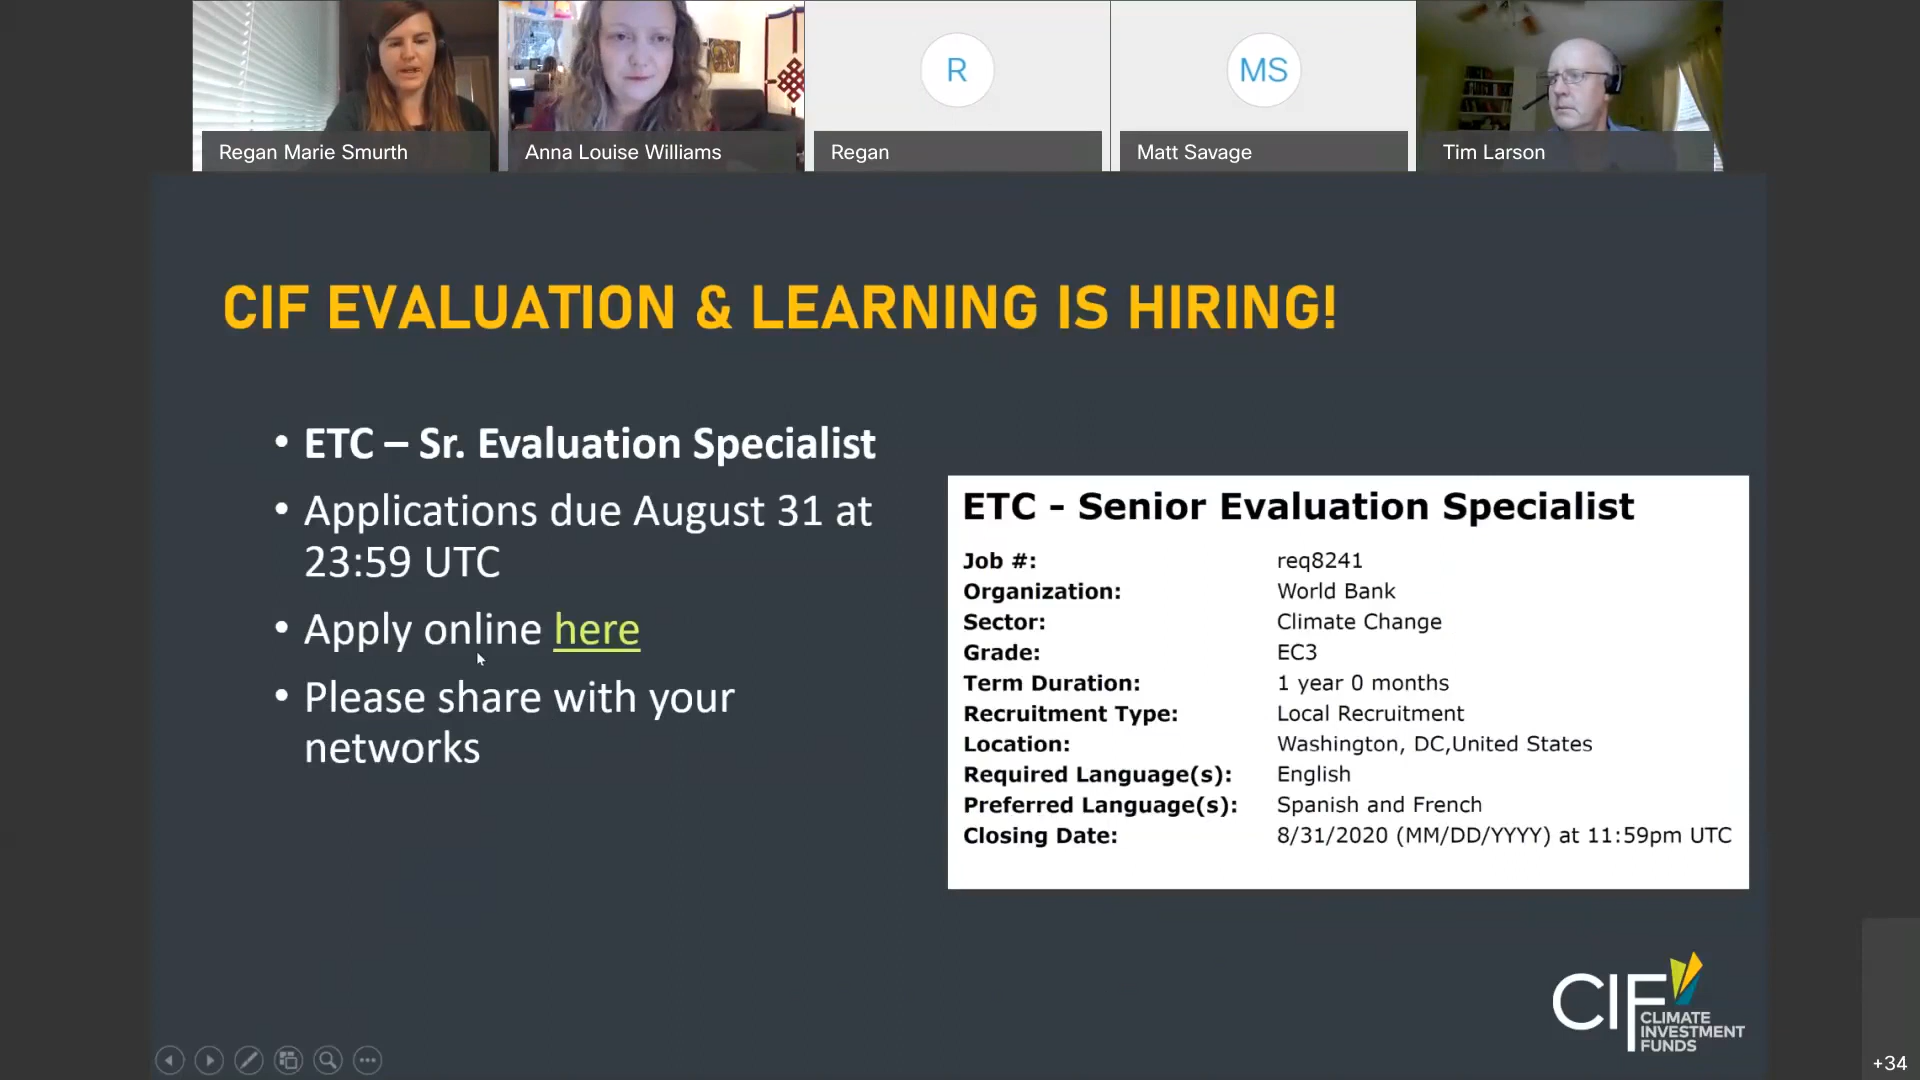 Regan Marie Smurth
Anna Louise Williams
R
Regan
MS
Matt Savage
Tim Larson
CIF EVALUATION & LEARNING IS HIRING!
• ETC – Sr. Evaluation Specialist
• Applications due August 31 at
23:59 UTC
• Apply online here
• Please share with your
networks
ETC - Senior Evaluation Specialist
Job #: req8241
Organization: World Bank
Sector: Climate Change
Grade: EC3
Term Duration: 1 year 0 months
Recruitment Type: Local Recruitment
Location: Washington, DC,United States
Required Language(s): English
Preferred Language(s): Spanish and French
Closing Date: 8/31/2020 (MM/DD/YYYY) at 11:59pm UTC
CIF
CLIMATE
INVESTMENT
FUNDS
+34